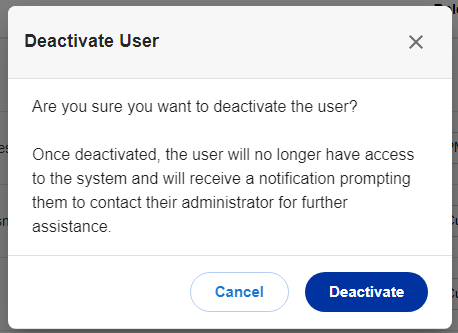 Deactivate User
Are you sure you want to deactivate the user?
Once deactivated, the user will no longer have access
to the system and will receive a notification prompting
them to contact their administrator for further
assistance.
Cancel
Deactivate